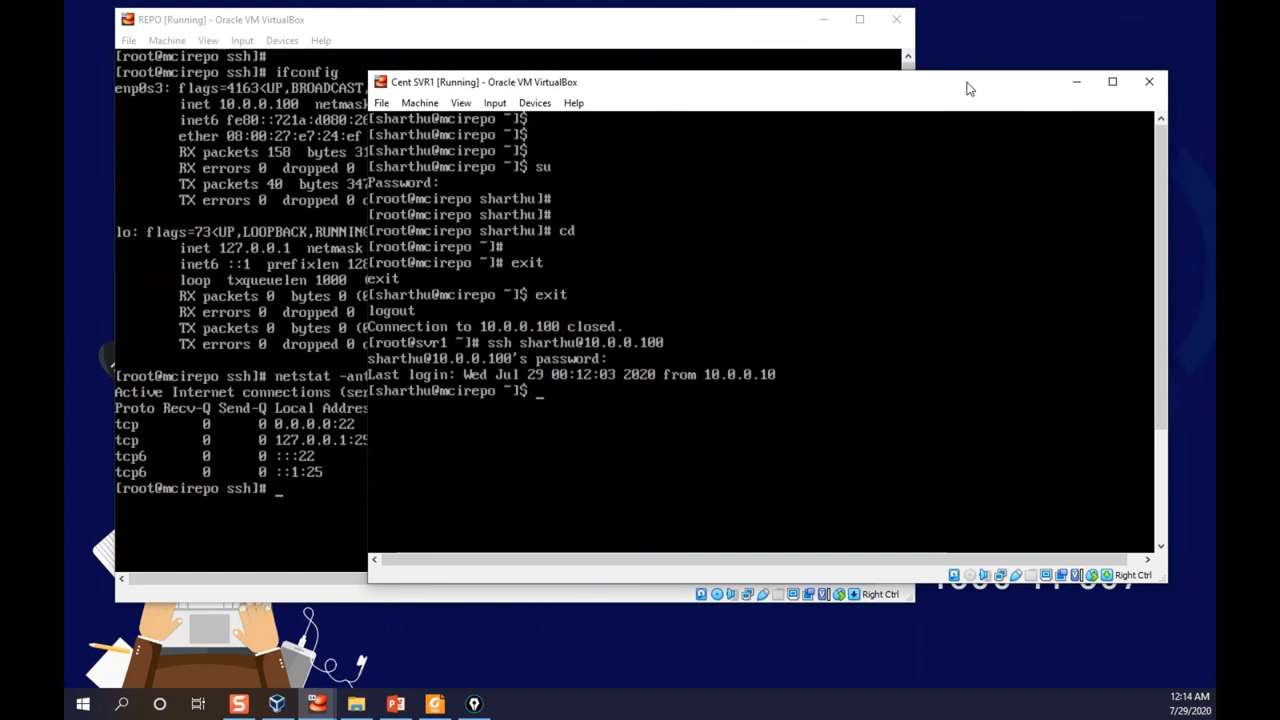 REPO [Running] - Oracle VM VirtualBox
File Machine View Input Devices Help
[root@mcirepo ssh]#
[root@mcirepo ssh]# ifconfig
enp0s3: flags=4163<UP,BROADCAST,
inet 10.0.0.100 netmask
inet6 fe80::721a:d080:26
ether 08:00:27:e7:24:ef
RX packets 158 bytes 31
RX errors 0 dropped 0
TX packets 40 bytes 347
TX errors 0 dropped 0
lo: flags=73<UP,LOOPBACK,RUNNING
inet 127.0.0.1 netmask
inet6 ::1 prefixlen 128
loop txqueuelen 1000 (
RX packets 0 bytes 0 (
RX errors 0 dropped 0
TX packets 0 bytes 0 (
TX errors 0 dropped 0
[root@mcirepo ssh]# netstat -ant
Active Internet connections (ser
Proto Recv-Q Send-Q Local Addres
tcp 0 0 0.0.0.0:22
tcp 0 0 127.0.0.1:25
tcp6 0 0 :::22
tcp6 0 0 ::1:25
[root@mcirepo ssh]# _
Right Ctrl
Cent SVR1 [Running] - Oracle VM VirtualBox
File Machine View Input Devices Help
[sharthu@mcirepo ~]$
[sharthu@mcirepo ~]$
[sharthu@mcirepo ~]$
[sharthu@mcirepo ~]$ su
Password:
[root@mcirepo sharthu]#
[root@mcirepo sharthu]#
[root@mcirepo sharthu]# cd
[root@mcirepo ~]#
[root@mcirepo ~]# exit
exit
[sharthu@mcirepo ~]$ exit
logout
Connection to 10.0.0.100 closed.
[root@svr1 ~]# ssh sharthu@10.0.0.100
sharthu@10.0.0.100's password:
Last login: Wed Jul 29 00:12:03 2020 from 10.0.0.10
[sharthu@mcirepo ~]$ _
Right Ctrl
12:14 AM
7/29/2020